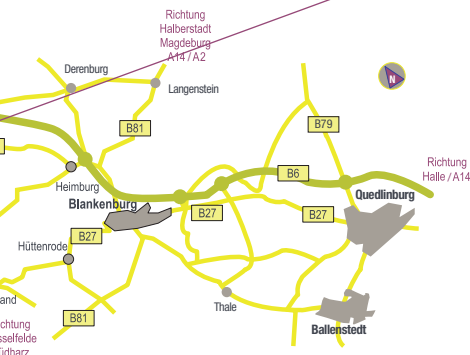 Richtung
Halberstadt
Magdeburg
A14 / A2
Derenburg
Langenstein
N
B81
B79
Richtung
Halle / A14
B6
Heimburg
Blankenburg
Quedlinburg
B27
B27
B27
Hüttenrode
Thale
B81
Ballenstedt